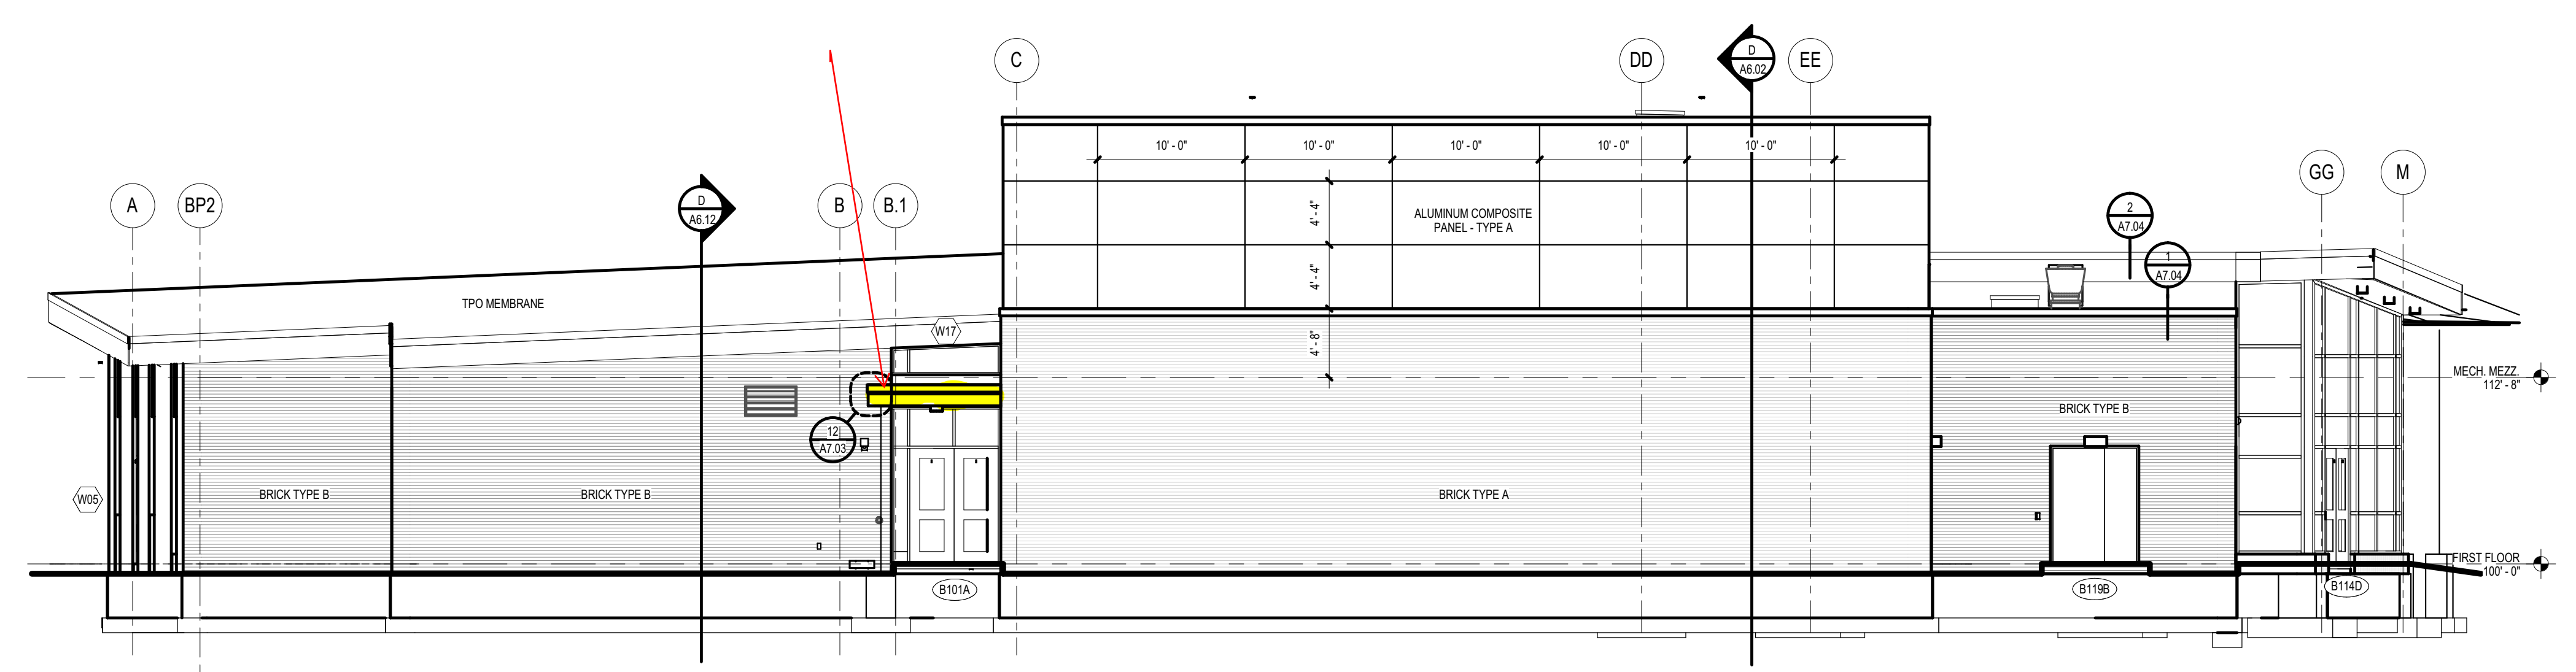 C
DD
D
A6.02
EE
10' - 0"
10' - 0"
10' - 0"
10' - 0"
10' - 0"
GG
M
A
BP2
D
A6.12
B
B.1
4' - 4"
ALUMINUM COMPOSITE
PANEL - TYPE A
2
A7.04
1
A7.04
4' - 4"
TPO MEMBRANE
W17
4' - 8"
MECH. MEZZ.
112' - 8"
BRICK TYPE B
12
A7.03
W05
BRICK TYPE B
BRICK TYPE B
BRICK TYPE A
FIRST FLOOR
100' - 0"
B101A
B119B
B114D